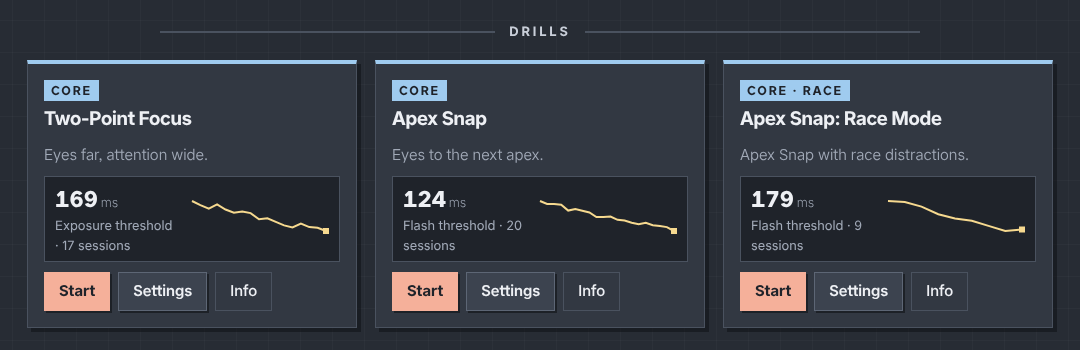 DRILLS
CORE
Two-Point Focus
Eyes far, attention wide.
169 ms
Exposure threshold
· 17 sessions
Start
Settings
Info
CORE
Apex Snap
Eyes to the next apex.
124 ms
Flash threshold · 20
sessions
Start
Settings
Info
CORE · RACE
Apex Snap: Race Mode
Apex Snap with race distractions.
179 ms
Flash threshold · 9
sessions
Start
Settings
Info